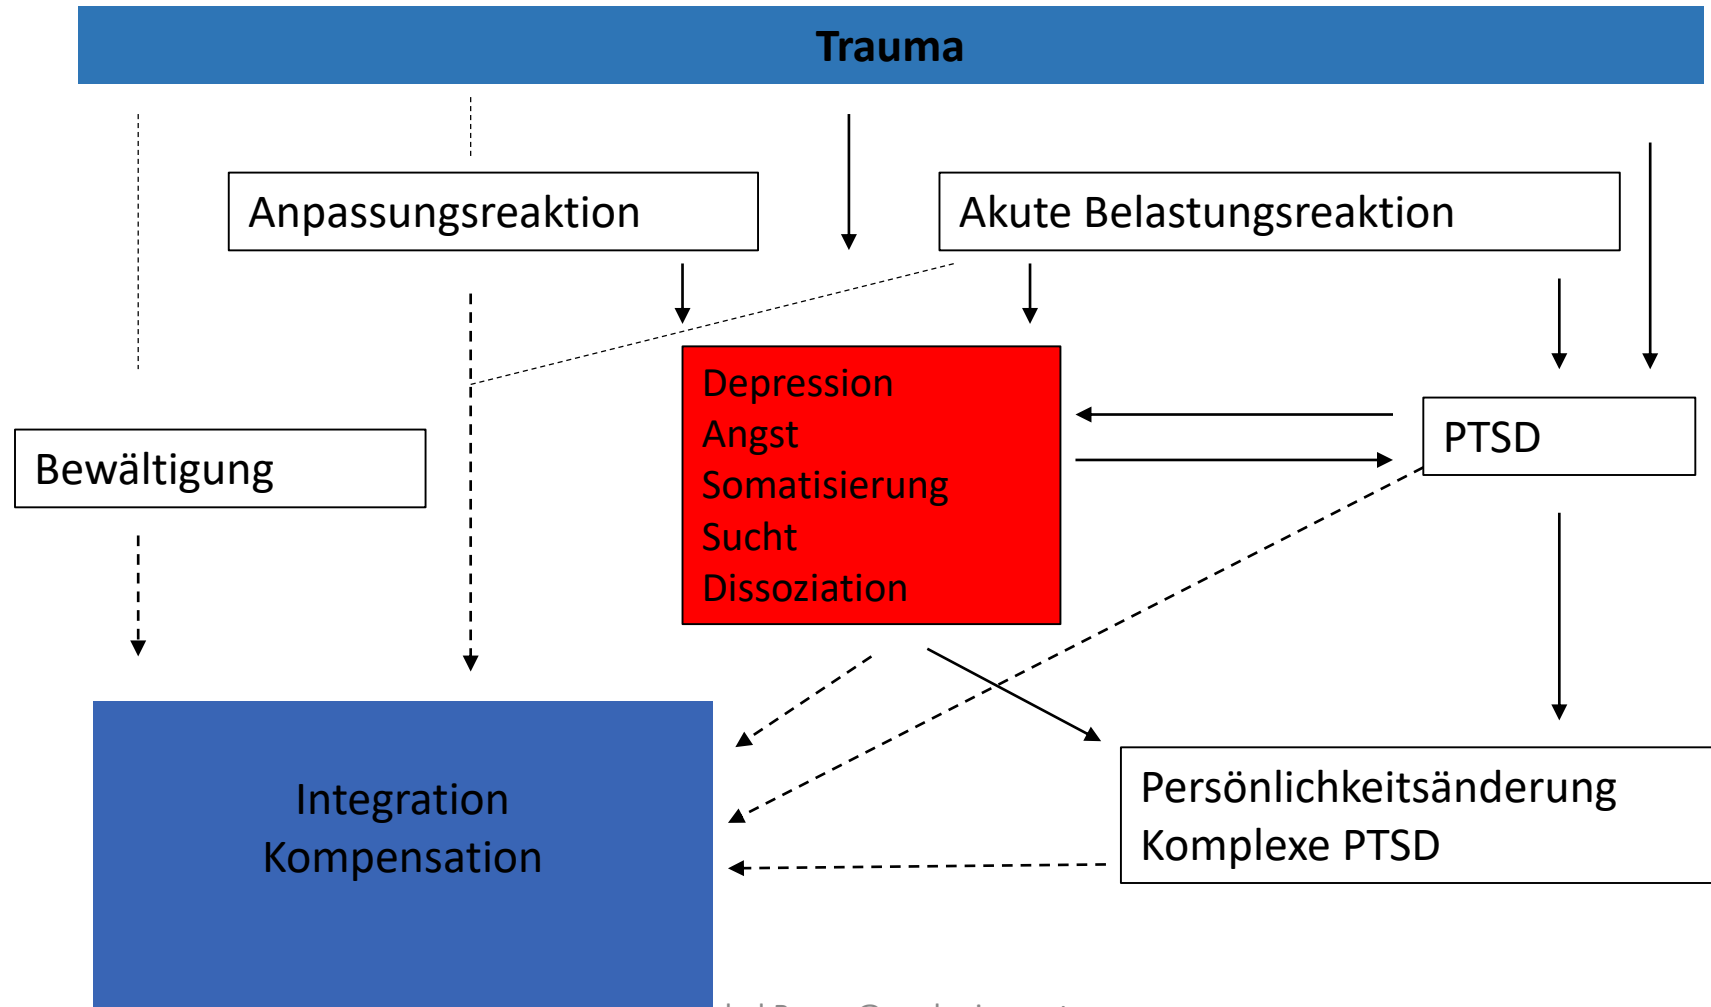 Trauma
Anpassungsreaktion
Akute Belastungsreaktion
Depression
Angst
Somatisierung
Sucht
Dissoziation
PTSD
Bewältigung
Integration
Kompensation
Persönlichkeitsänderung
Komplexe PTSD